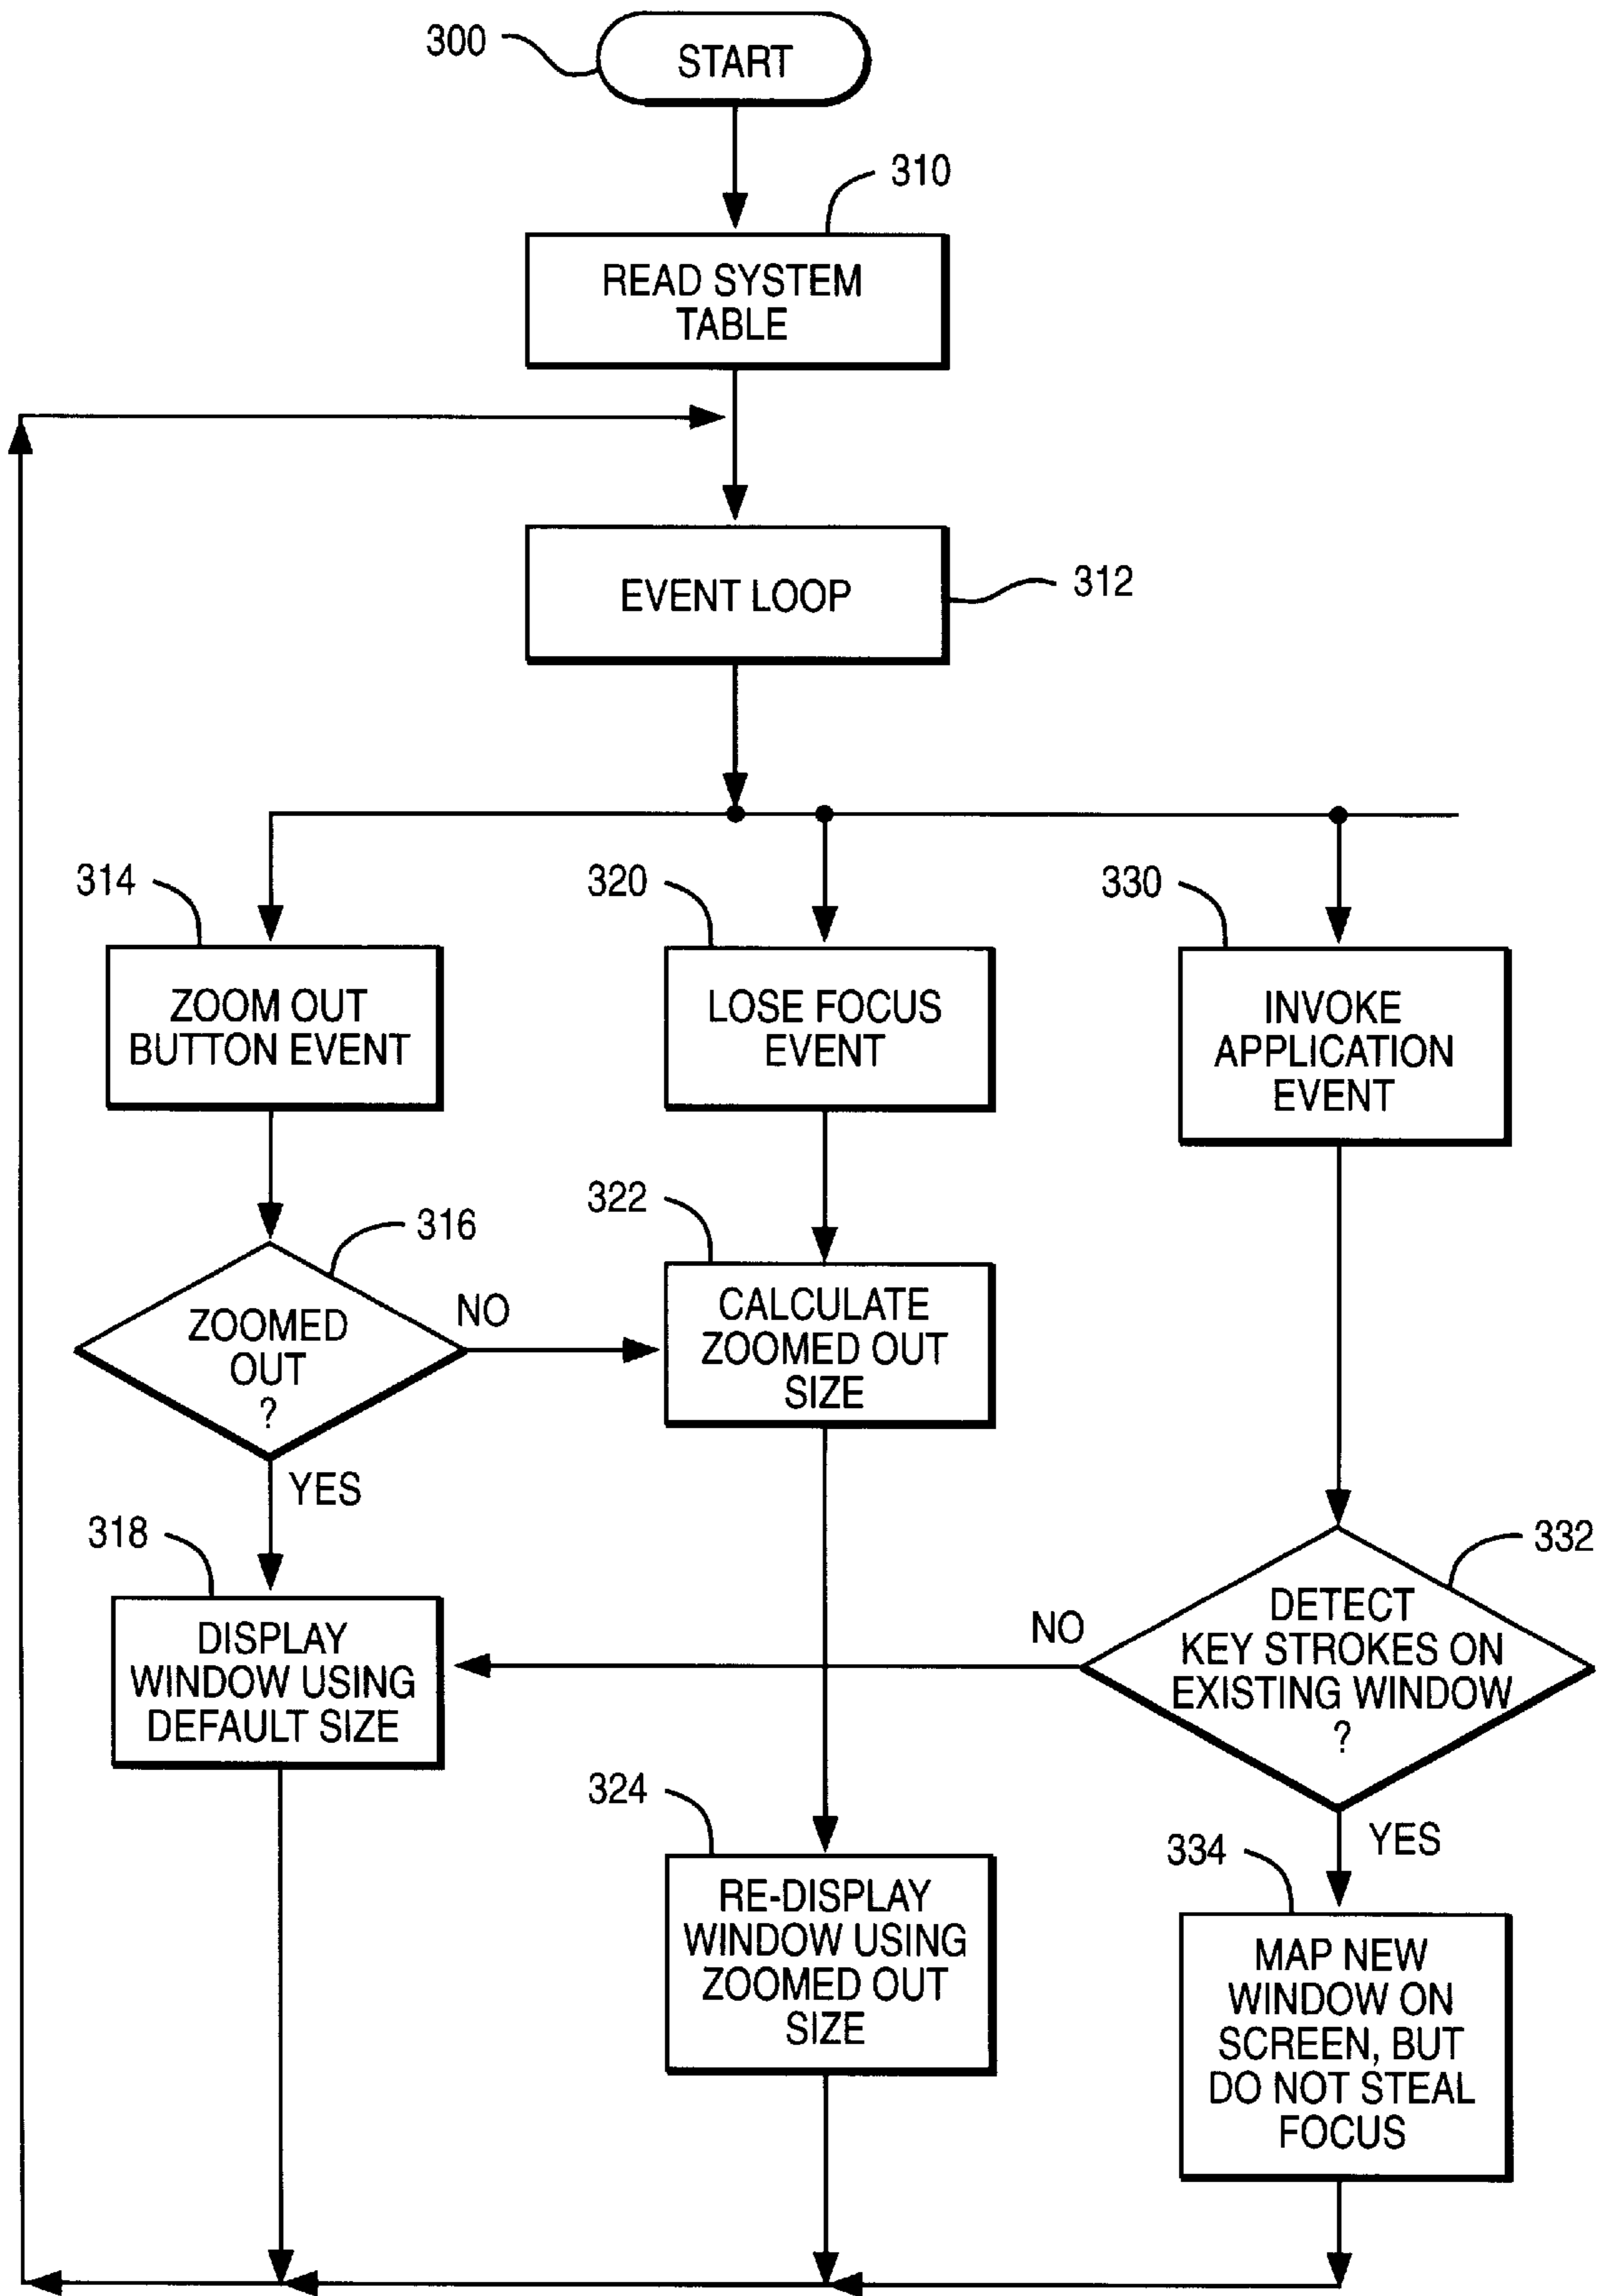 300
START
310
READ SYSTEM
TABLE
EVENT LOOP
312
314
320
330
ZOOM OUT
BUTTON EVENT
LOSE FOCUS
EVENT
INVOKE
APPLICATION
EVENT
316
322
ZOOMED
OUT
?
NO
CALCULATE
ZOOMED OUT
SIZE
YES
318
332
DISPLAY
WINDOW USING
DEFAULT SIZE
NO
DETECT
KEY STROKES ON
EXISTING WINDOW
?
324
YES
334
RE-DISPLAY
WINDOW USING
ZOOMED OUT
SIZE
MAP NEW
WINDOW ON
SCREEN, BUT
DO NOT STEAL
FOCUS